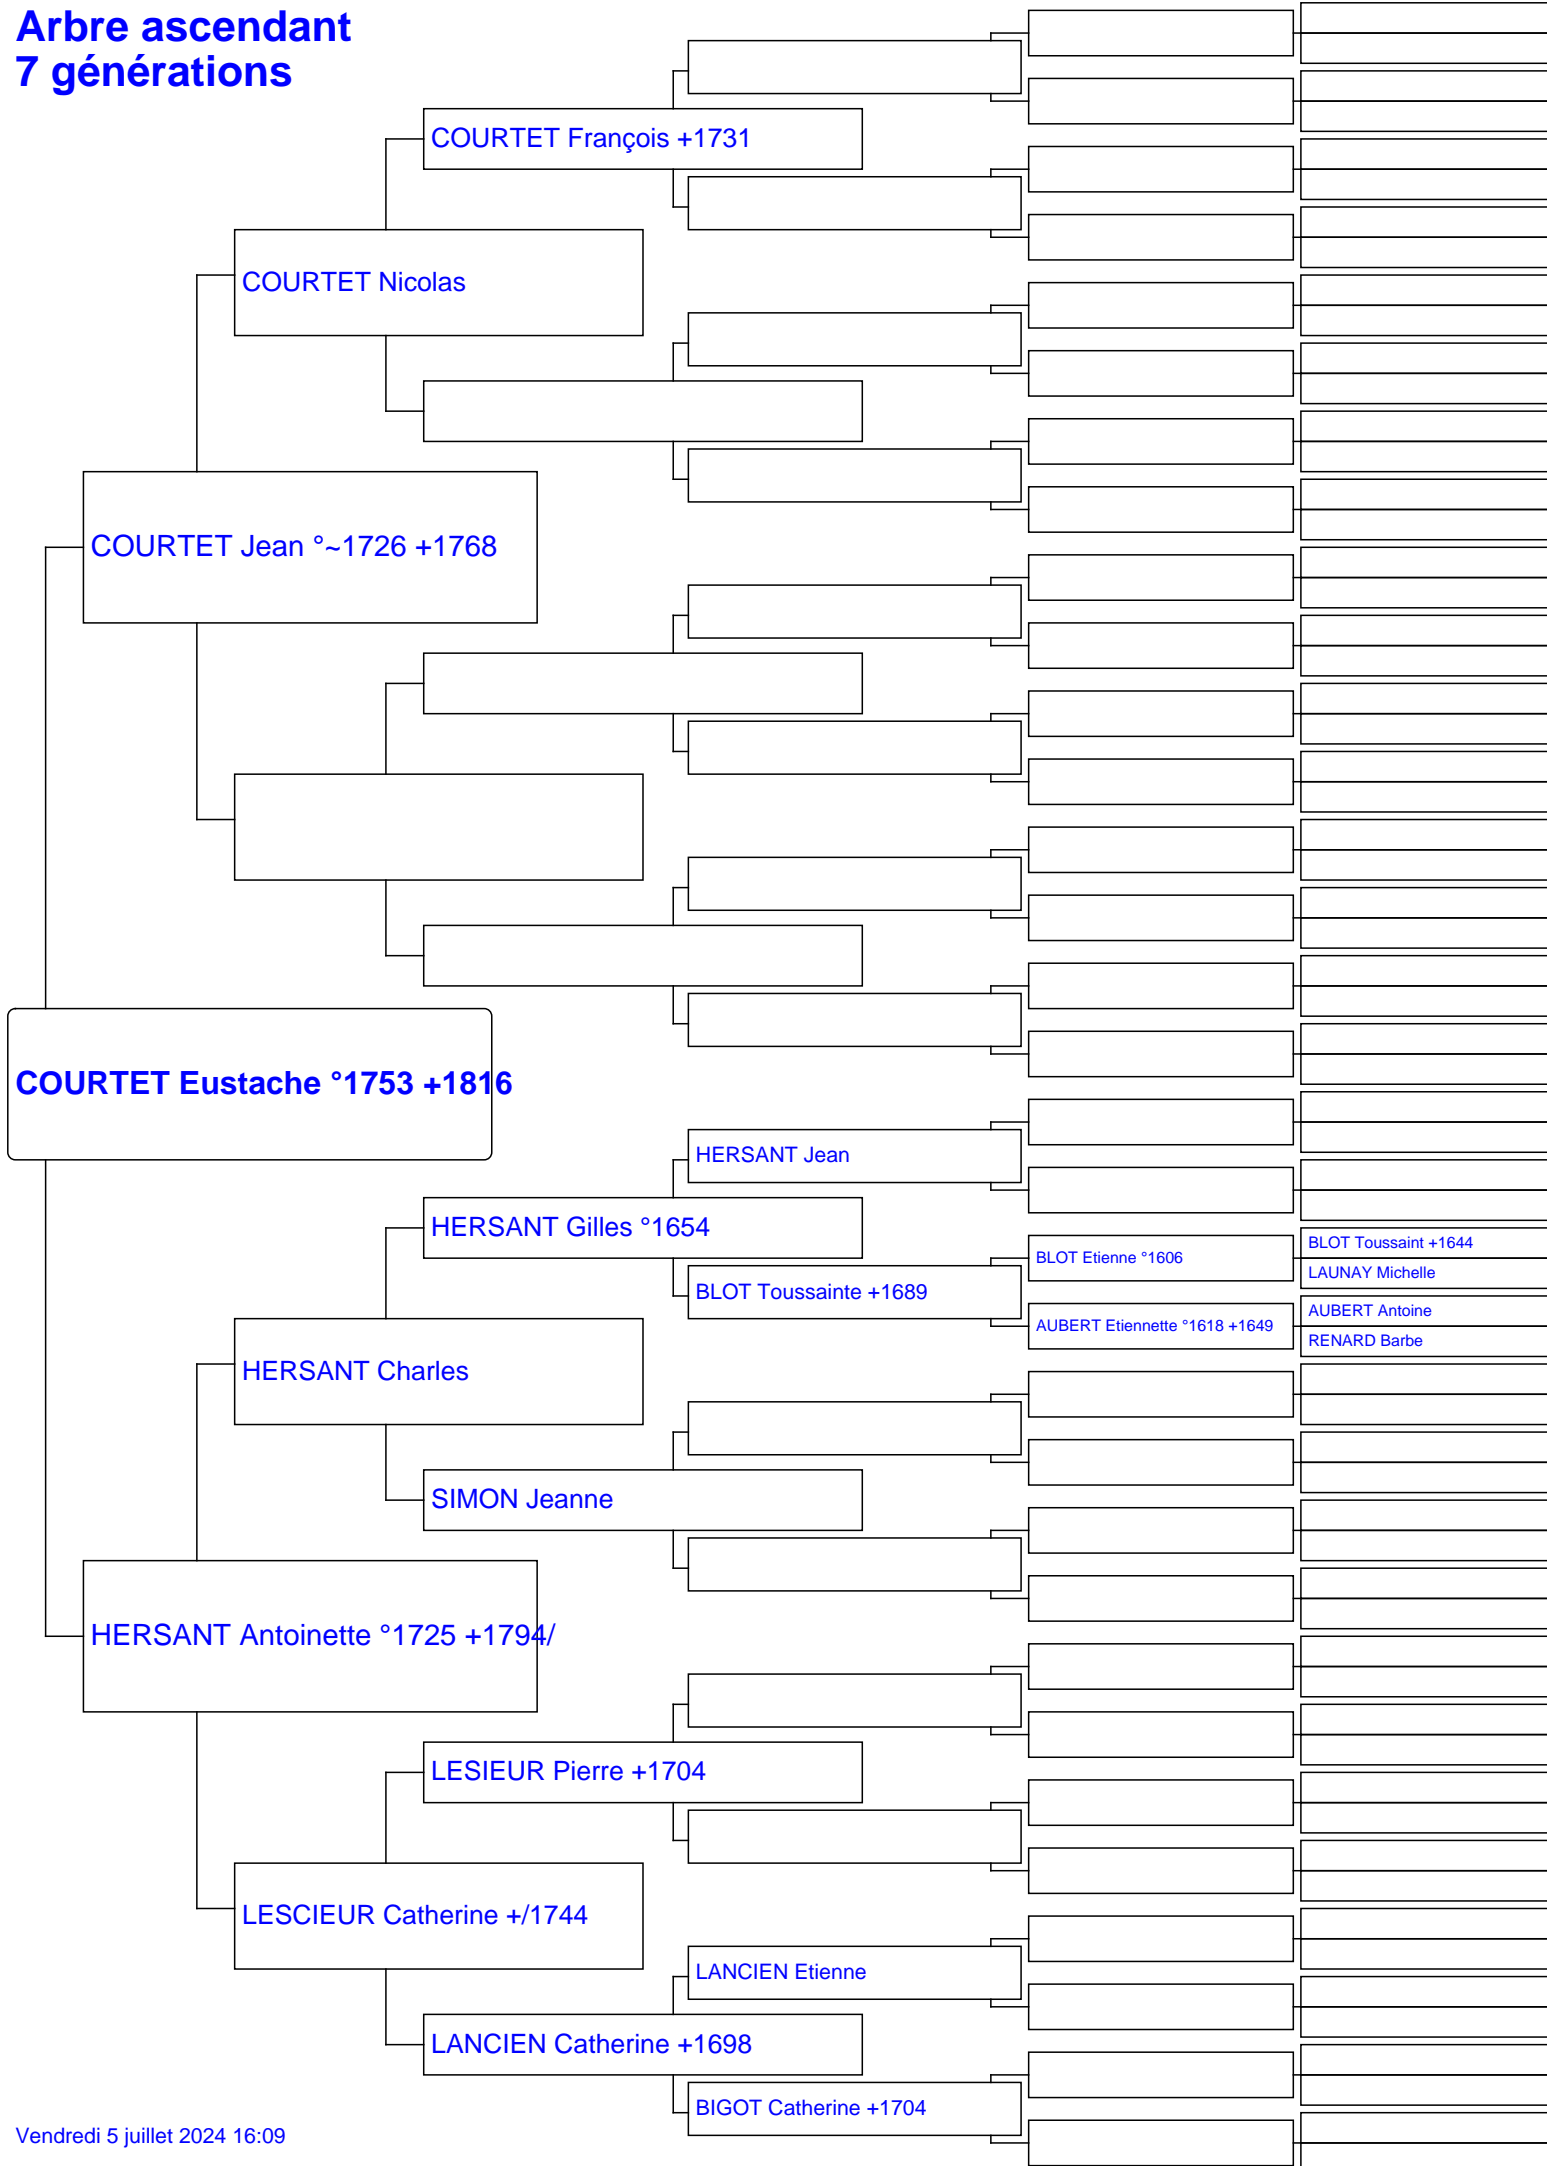 Arbre ascendant
7 générations
COURTET François +1731
COURTET Nicolas
COURTET Jean °~1726 +1768
COURTET Eustache °1753 +1816
HERSANT Jean
HERSANT Gilles °1654
BLOT Toussaint +1644
BLOT Etienne °1606
LAUNAY Michelle
BLOT Toussainte +1689
AUBERT Antoine
AUBERT Etiennette °1618 +1649
RENARD Barbe
HERSANT Charles
SIMON Jeanne
HERSANT Antoinette °1725 +1794/
LESIEUR Pierre +1704
LESCIEUR Catherine +/1744
LANCIEN Etienne
LANCIEN Catherine +1698
BIGOT Catherine +1704
Vendredi 5 juillet 2024 16:09